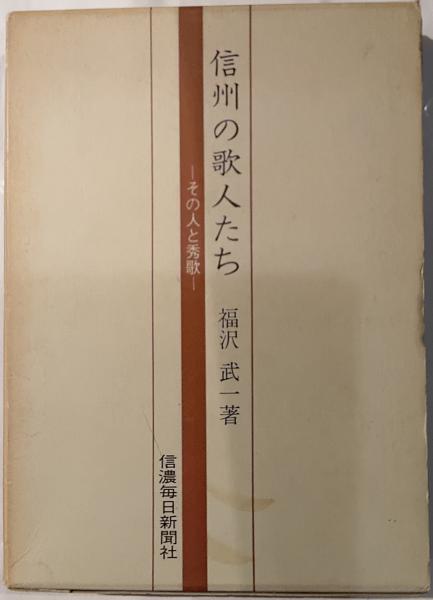 信州の歌人たち
―その人と秀歌―
福沢 武一著
信濃毎日新聞社